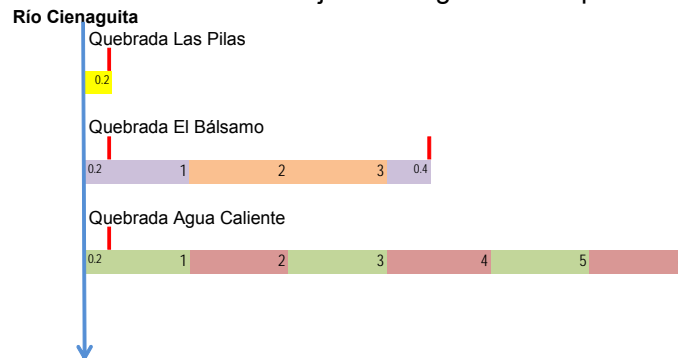 Río Cienaguita
Quebrada Las Pilas
0.2
Quebrada El Bálsamo
0.2 1 2 3 0.4
Quebrada Agua Caliente
0.2 1 2 3 4 5